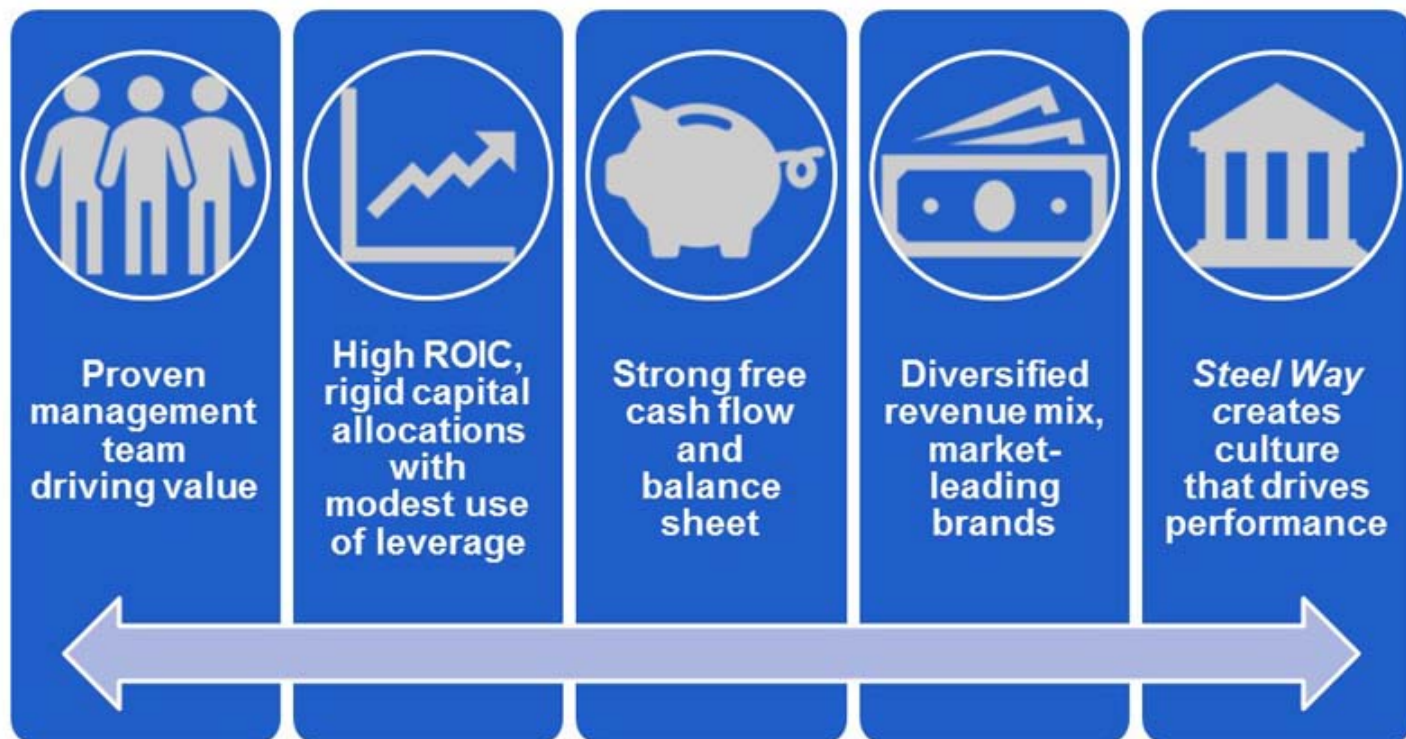 Proven
management
team
driving value
High ROIC,
rigid capital
allocations
with
modest use
of leverage
Strong free
cash flow
and
balance
sheet
Diversified
revenue mix,
market-
leading
brands
Steel Way
creates
culture
that drives
performance